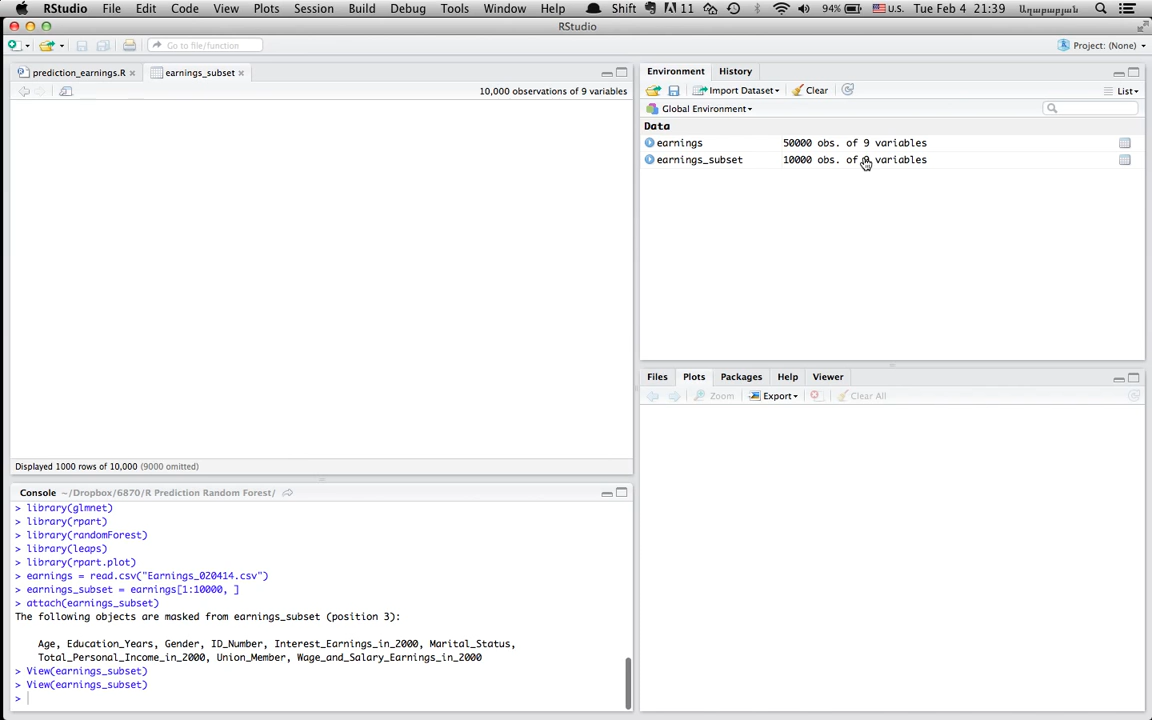 RStudio File Edit Code View Plots Session Build Debug Tools Window Help Shift 11 94% U.S. Tue Feb 4 21:39 Աղաբաբյան
RStudio
Go to file/function Project: (None)
prediction_earnings.R earnings_subset
10,000 observations of 9 variables
Displayed 1000 rows of 10,000 (9000 omitted)
Console ~/Dropbox/6870/R Prediction Random Forest/
> library(glmnet)
> library(rpart)
> library(randomForest)
> library(leaps)
> library(rpart.plot)
> earnings = read.csv("Earnings_020414.csv")
> earnings_subset = earnings[1:10000, ]
> attach(earnings_subset)
The following objects are masked from earnings_subset (position 3):
Age, Education_Years, Gender, ID_Number, Interest_Earnings_in_2000, Marital_Status,
Total_Personal_Income_in_2000, Union_Member, Wage_and_Salary_Earnings_in_2000
> View(earnings_subset)
> View(earnings_subset)
>
Environment History
Import Dataset Clear List
Global Environment
Data
earnings 50000 obs. of 9 variables
earnings_subset 10000 obs. of 9 variables
Files Plots Packages Help Viewer
Zoom Export Clear All